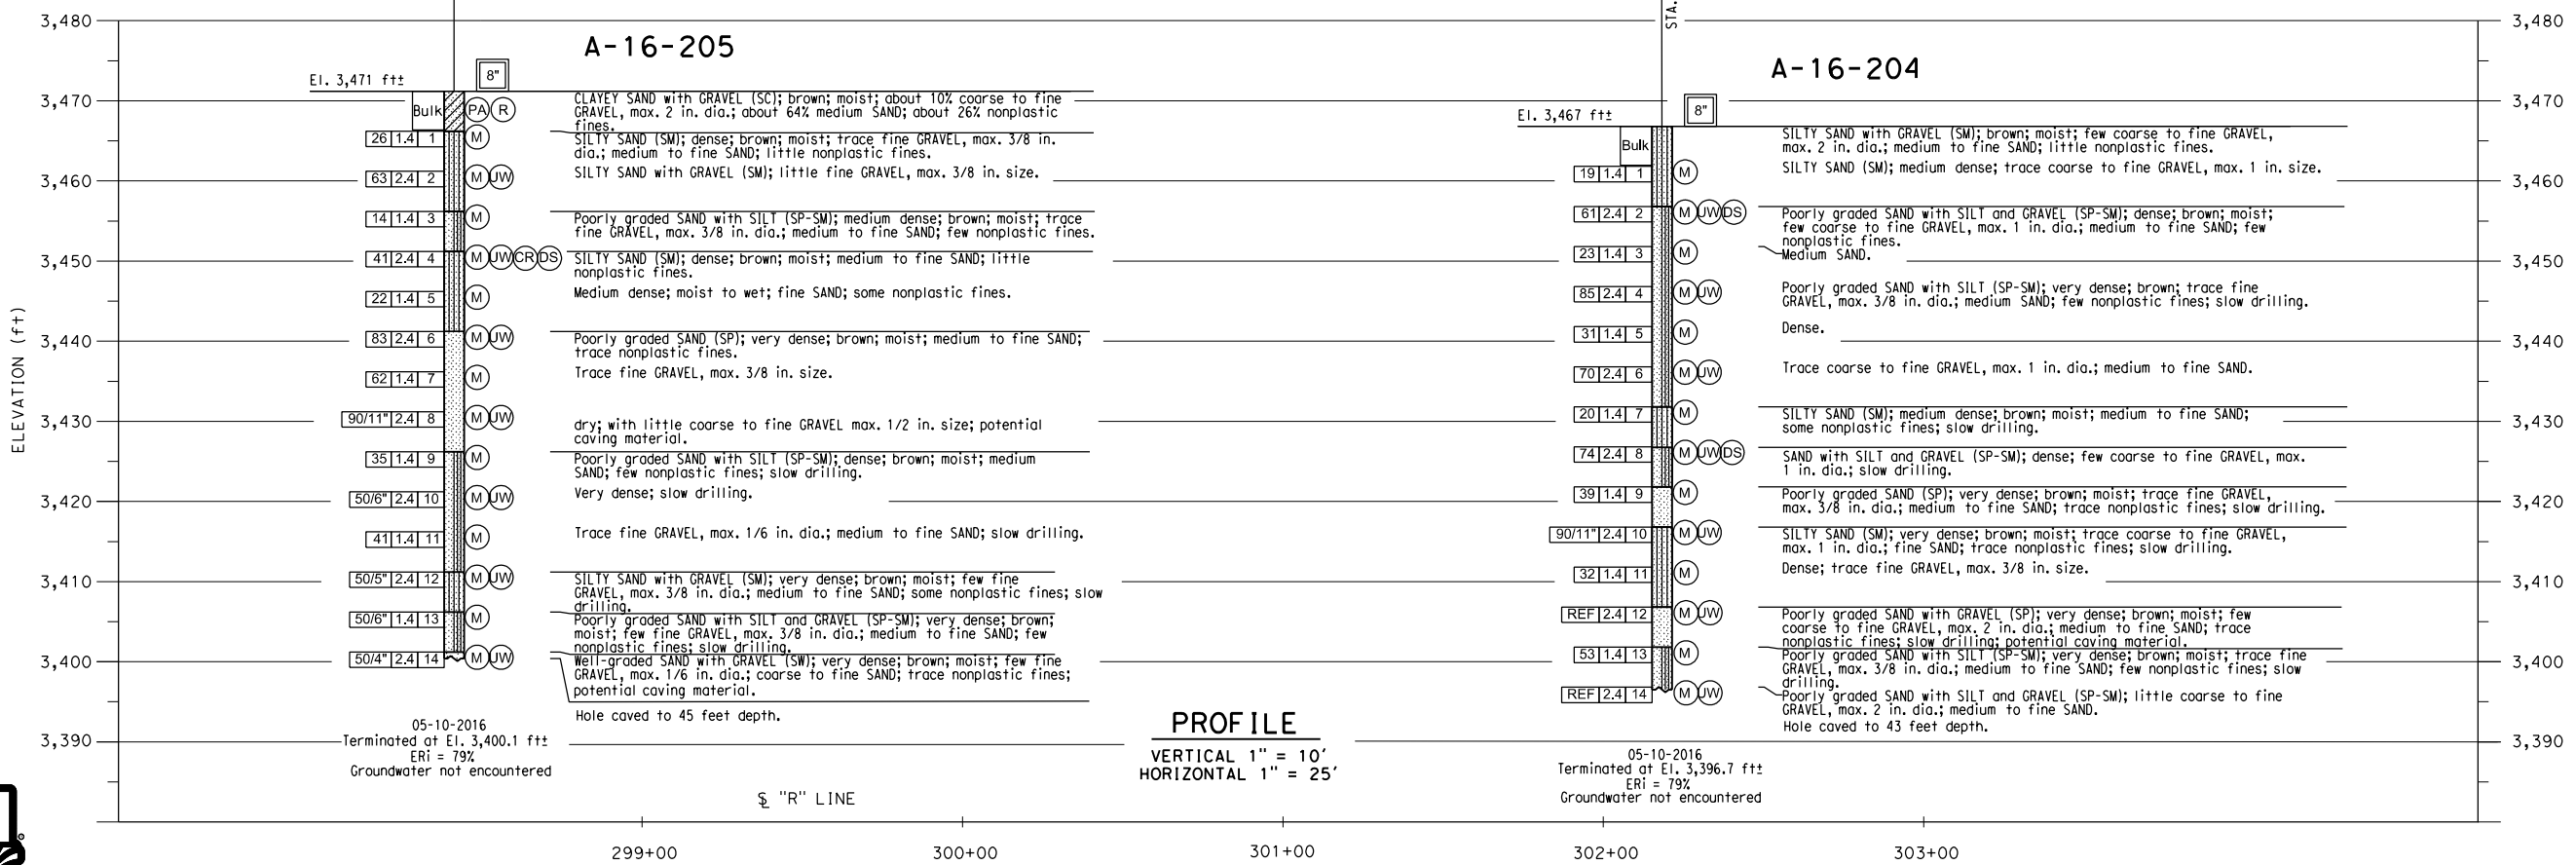 3,480
3,470
3,460
3,450
3,440
3,430
3,420
3,410
3,400
3,390
ELEVATION (ft)
A-16-205
8"
El. 3,471 ft±
Bulk PA R
26 1.4 1 M
63 2.4 2 M UW
14 1.4 3 M
41 2.4 4 M UW CR DS
22 1.4 5 M
83 2.4 6 M UW
62 1.4 7 M
90/11" 2.4 8 M UW
35 1.4 9 M
50/6" 2.4 10 M UW
41 1.4 11 M
50/5" 2.4 12 M UW
50/6" 1.4 13 M
50/4" 2.4 14 M UW
CLAYEY SAND with GRAVEL (SC); brown; moist; about 10% coarse to fine
GRAVEL, max. 2 in. dia.; about 64% medium SAND; about 26% nonplastic
fines.
SILTY SAND (SM); dense; brown; moist; trace fine GRAVEL, max. 3/8 in.
dia.; medium to fine SAND; little nonplastic fines.
SILTY SAND with GRAVEL (SM); little fine GRAVEL, max. 3/8 in. size.
Poorly graded SAND with SILT (SP-SM); medium dense; brown; moist; trace
fine GRAVEL, max. 3/8 in. dia.; medium to fine SAND; few nonplastic fines.
SILTY SAND (SM); dense; brown; moist; medium to fine SAND; little
nonplastic fines.
Medium dense; moist to wet; fine SAND; some nonplastic fines.
Poorly graded SAND (SP); very dense; brown; moist; medium to fine SAND;
trace nonplastic fines.
Trace fine GRAVEL, max. 3/8 in. size.
dry; with little coarse to fine GRAVEL max. 1/2 in. size; potential
caving material.
Poorly graded SAND with SILT (SP-SM); dense; brown; moist; medium
SAND; few nonplastic fines; slow drilling.
Very dense; slow drilling.
Trace fine GRAVEL, max. 1/6 in. dia.; medium to fine SAND; slow drilling.
SILTY SAND with GRAVEL (SM); very dense; brown; moist; few fine
GRAVEL, max. 3/8 in. dia.; medium to fine SAND; some nonplastic fines; slow
drilling.
Poorly graded SAND with SILT and GRAVEL (SP-SM); very dense; brown;
moist; few fine GRAVEL, max. 3/8 in. dia.; medium to fine SAND; few
nonplastic fines; slow drilling.
Well-graded SAND with GRAVEL (SW); very dense; brown; moist; few fine
GRAVEL, max. 1/6 in. dia.; coarse to fine SAND; trace nonplastic fines;
potential caving material.
Hole caved to 45 feet depth.
05-10-2016
Terminated at El. 3,400.1 ft±
ERi = 79%
Groundwater not encountered
PROFILE
VERTICAL 1" = 10'
HORIZONTAL 1" = 25'
℄ "R" LINE
STA.
A-16-204
8"
El. 3,467 ft±
Bulk
19 1.4 1 M
61 2.4 2 M UW DS
23 1.4 3 M
85 2.4 4 M UW
31 1.4 5 M
70 2.4 6 M UW
20 1.4 7 M
74 2.4 8 M UW DS
39 1.4 9 M
90/11" 2.4 10 M UW
32 1.4 11 M
REF 2.4 12 M UW
53 1.4 13 M
REF 2.4 14 M UW
SILTY SAND with GRAVEL (SM); brown; moist; few coarse to fine GRAVEL,
max. 2 in. dia.; medium to fine SAND; little nonplastic fines.
SILTY SAND (SM); medium dense; trace coarse to fine GRAVEL, max. 1 in. size.
Poorly graded SAND with SILT and GRAVEL (SP-SM); dense; brown; moist;
few coarse to fine GRAVEL, max. 1 in. dia.; medium to fine SAND; few
nonplastic fines.
Medium SAND.
Poorly graded SAND with SILT (SP-SM); very dense; brown; trace fine
GRAVEL, max. 3/8 in. dia.; medium SAND; few nonplastic fines; slow drilling.
Dense.
Trace coarse to fine GRAVEL, max. 1 in. dia.; medium to fine SAND.
SILTY SAND (SM); medium dense; brown; moist; medium to fine SAND;
some nonplastic fines; slow drilling.
SAND with SILT and GRAVEL (SP-SM); dense; few coarse to fine GRAVEL, max.
1 in. dia.; slow drilling.
Poorly graded SAND (SP); very dense; brown; moist; trace fine GRAVEL,
max. 3/8 in. dia.; medium to fine SAND; trace nonplastic fines; slow drilling.
SILTY SAND (SM); very dense; brown; moist; trace coarse to fine GRAVEL,
max. 1 in. dia.; fine SAND; trace nonplastic fines; slow drilling.
Dense; trace fine GRAVEL, max. 3/8 in. size.
Poorly graded SAND with GRAVEL (SP); very dense; brown; moist; few
coarse to fine GRAVEL, max. 2 in. dia.; medium to fine SAND; trace
nonplastic fines; slow drilling; potential caving material.
Poorly graded SAND with SILT (SP-SM); very dense; brown; moist; trace fine
GRAVEL, max. 3/8 in. dia.; medium to fine SAND; few nonplastic fines; slow
drilling.
Poorly graded SAND with SILT and GRAVEL (SP-SM); little coarse to fine
GRAVEL, max. 2 in. dia.; medium to fine SAND.
Hole caved to 43 feet depth.
05-10-2016
Terminated at El. 3,396.7 ft±
ERi = 79%
Groundwater not encountered
3,480
3,470
3,460
3,450
3,440
3,430
3,420
3,410
3,400
3,390
299+00
300+00
301+00
302+00
303+00